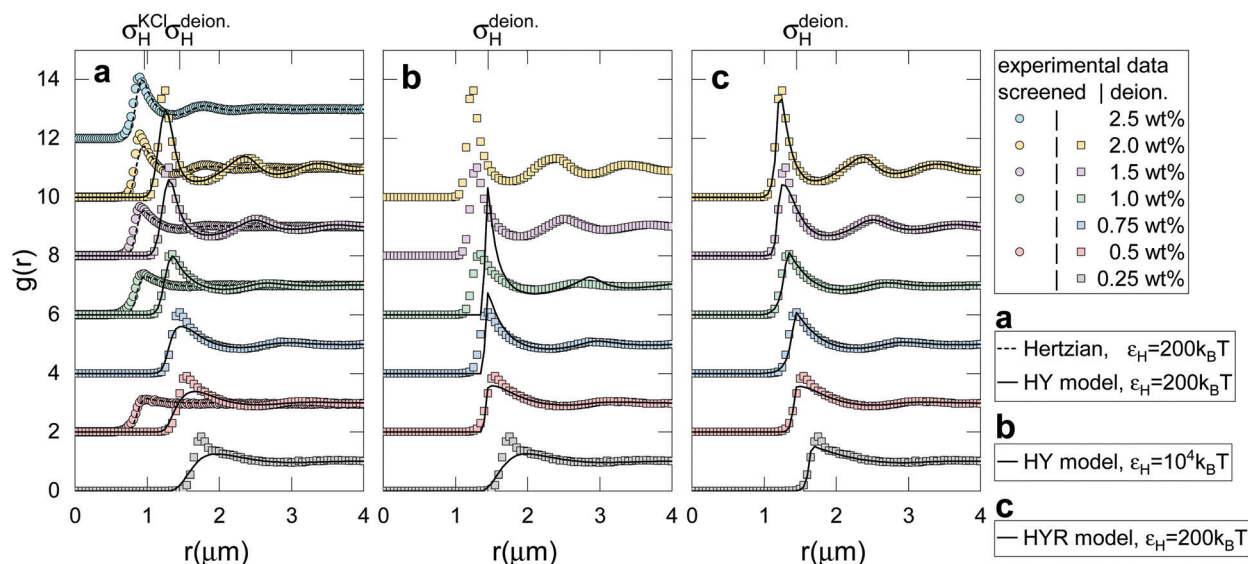 σ_H^KCl σ_H^deion.
σ_H^deion.
σ_H^deion.
a
b
c
14
12
10
8
6
4
2
0
g(r)
0 1 2 3 4
0 1 2 3 4
0 1 2 3 4
r(μm)
r(μm)
r(μm)
experimental data
screened | deion.
| 2.5 wt%
| 2.0 wt%
| 1.5 wt%
| 1.0 wt%
| 0.75 wt%
| 0.5 wt%
| 0.25 wt%
a
Hertzian, ε_H=200k_BT
HY model, ε_H=200k_BT
b
HY model, ε_H=10^4k_BT
c
HYR model, ε_H=200k_BT